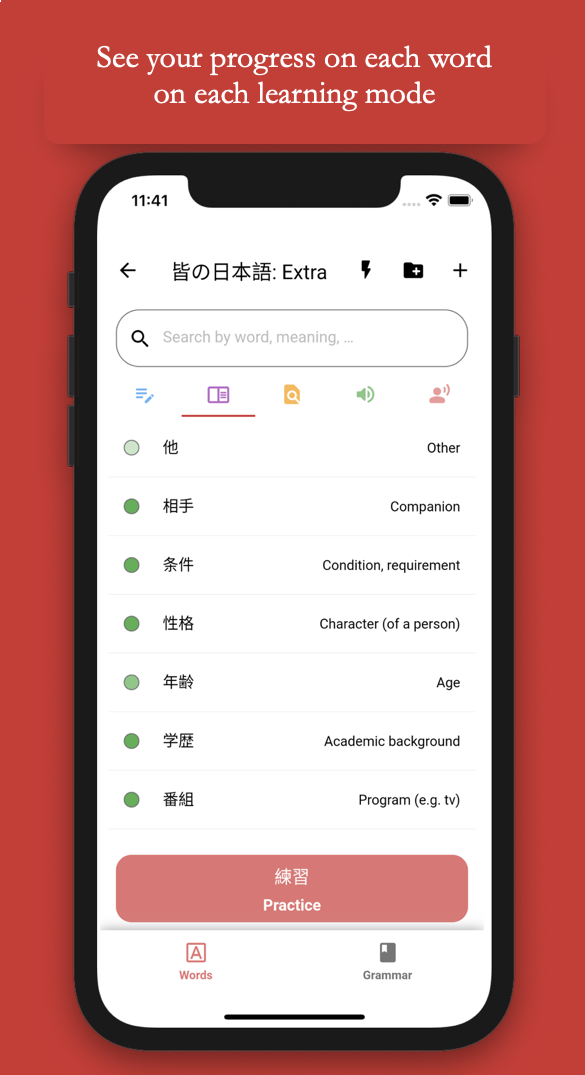 See your progress on each word
on each learning mode
11:41
皆の日本語: Extra
Search by word, meaning, ...
他 Other
相手 Companion
条件 Condition, requirement
性格 Character (of a person)
年齢 Age
学歴 Academic background
番組 Program (e.g. tv)
練習
Practice
A
Words Grammar